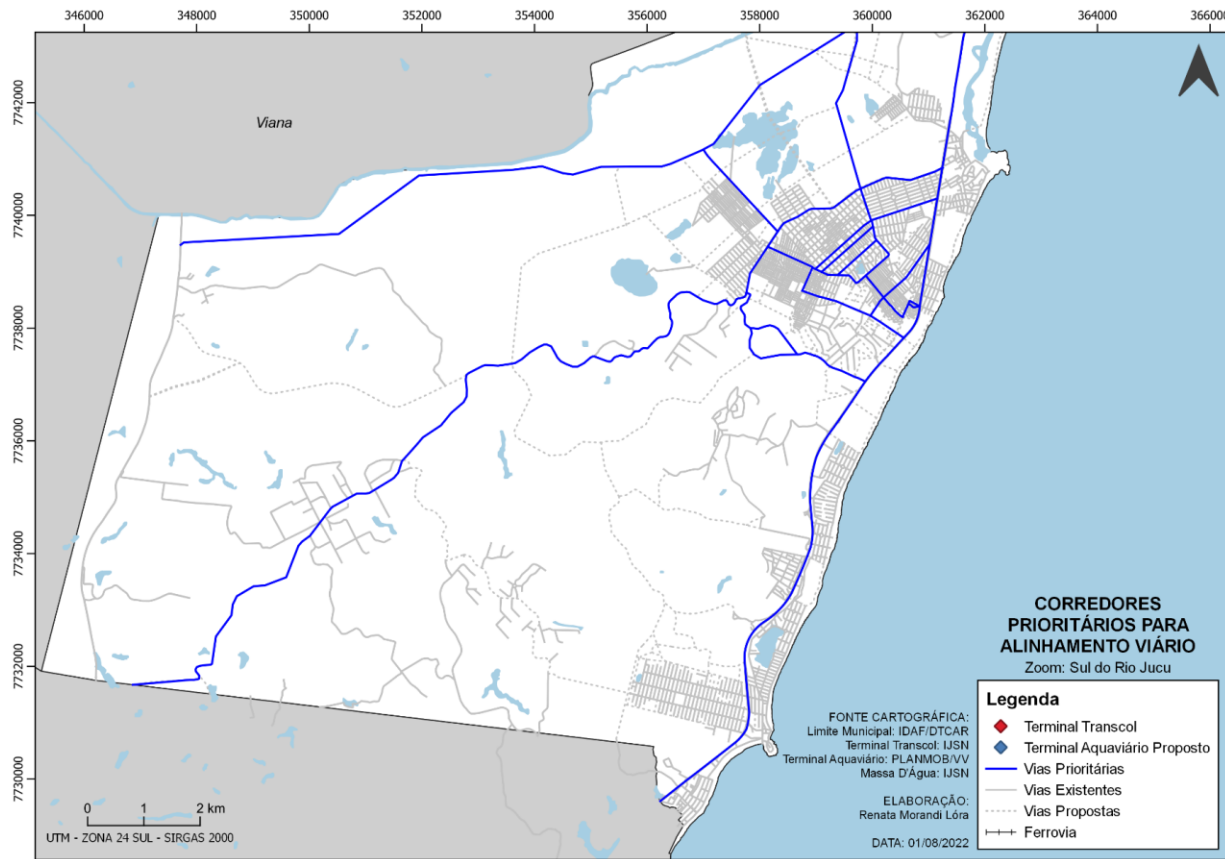 346000 348000 350000 352000 354000 356000 358000 360000 362000 364000 366000
7742000
7740000
7738000
7736000
7734000
7732000
7730000
Viana
CORREDORES
PRIORITÁRIOS PARA
ALINHAMENTO VIÁRIO
Zoom: Sul do Rio Jucu
Legenda
Terminal Transcol
Terminal Aquaviário Proposto
Vias Prioritárias
Vias Existentes
Vias Propostas
Ferrovia
FONTE CARTOGRÁFICA:
Limite Municipal: IDAF/DTCAR
Terminal Transcol: IJSN
Terminal Aquaviário: PLANMOB/VV
Massa D'Água: IJSN
ELABORAÇÃO:
Renata Morandi Lóra
DATA: 01/08/2022
0 1 2 km
UTM - ZONA 24 SUL - SIRGAS 2000